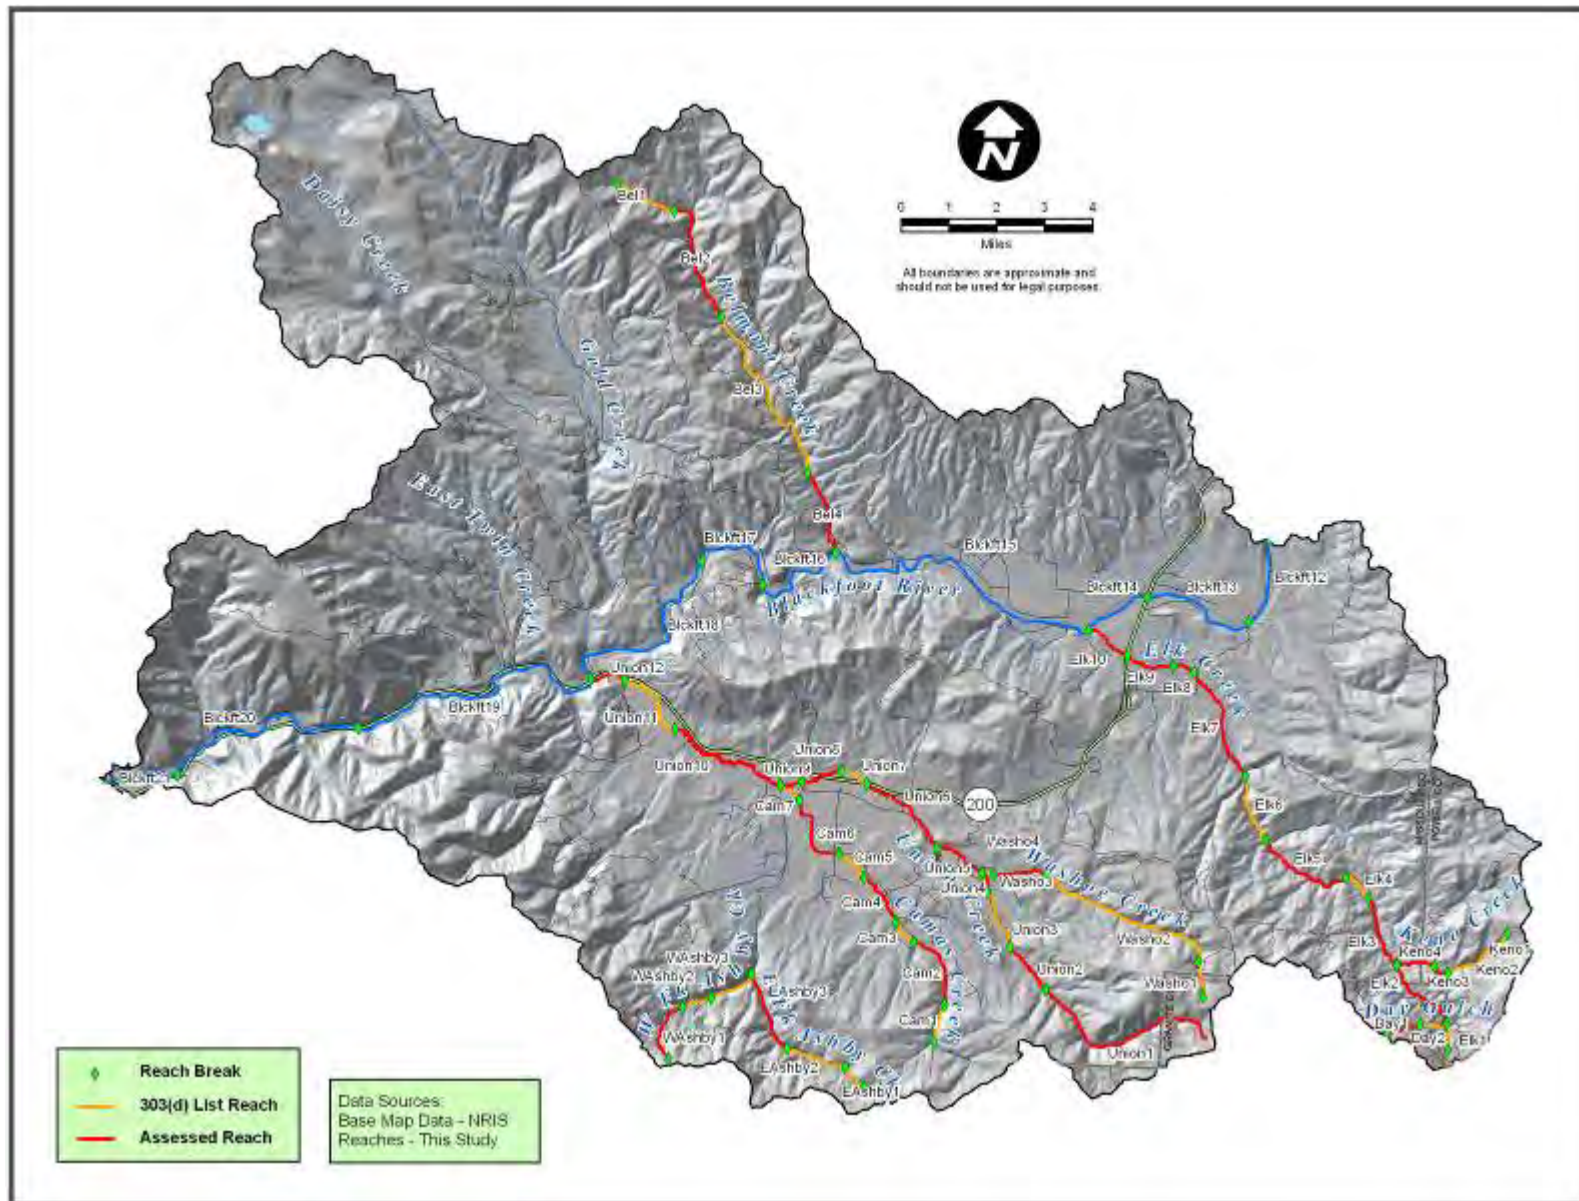 N
0 1 2 3 4
Miles
All boundaries are approximate and
should not be used for legal purposes.
Daisy Creek
Gold Creek
East Twin Creek
Belmont Creek
Bel1
Bel2
Bel3
Bel4
Blckft12
Blckft13
Blckft14
Blckft15
Blckft16
Blckft17
Blckft18
Blckft19
Blckft20
Blackfoot River
Elk Creek
Elk10
Elk9
Elk8
Elk7
Elk6
Elk5
Elk4
Elk3
Elk2
Elk1
Union12
Union11
Union10
Union9
Union8
Union7
Union6
Union5
Union4
Union3
Union2
Union1
200
Cam7
Cam6
Cam5
Cam4
Cam3
Cam2
Cam1
Camas Creek
Creek
Washo4
Washo3
Washo2
Washo1
Washoe Creek
Keno Creek
Keno1
Keno2
Keno3
Keno4
Day Gulch
Day1
Day2
WAshby3
WAshby2
WAshby1
EAshby3
EAshby2
EAshby1
Ashby Ck
Reach Break
303(d) List Reach
Assessed Reach
Data Sources:
Base Map Data - NRIS
Reaches - This Study